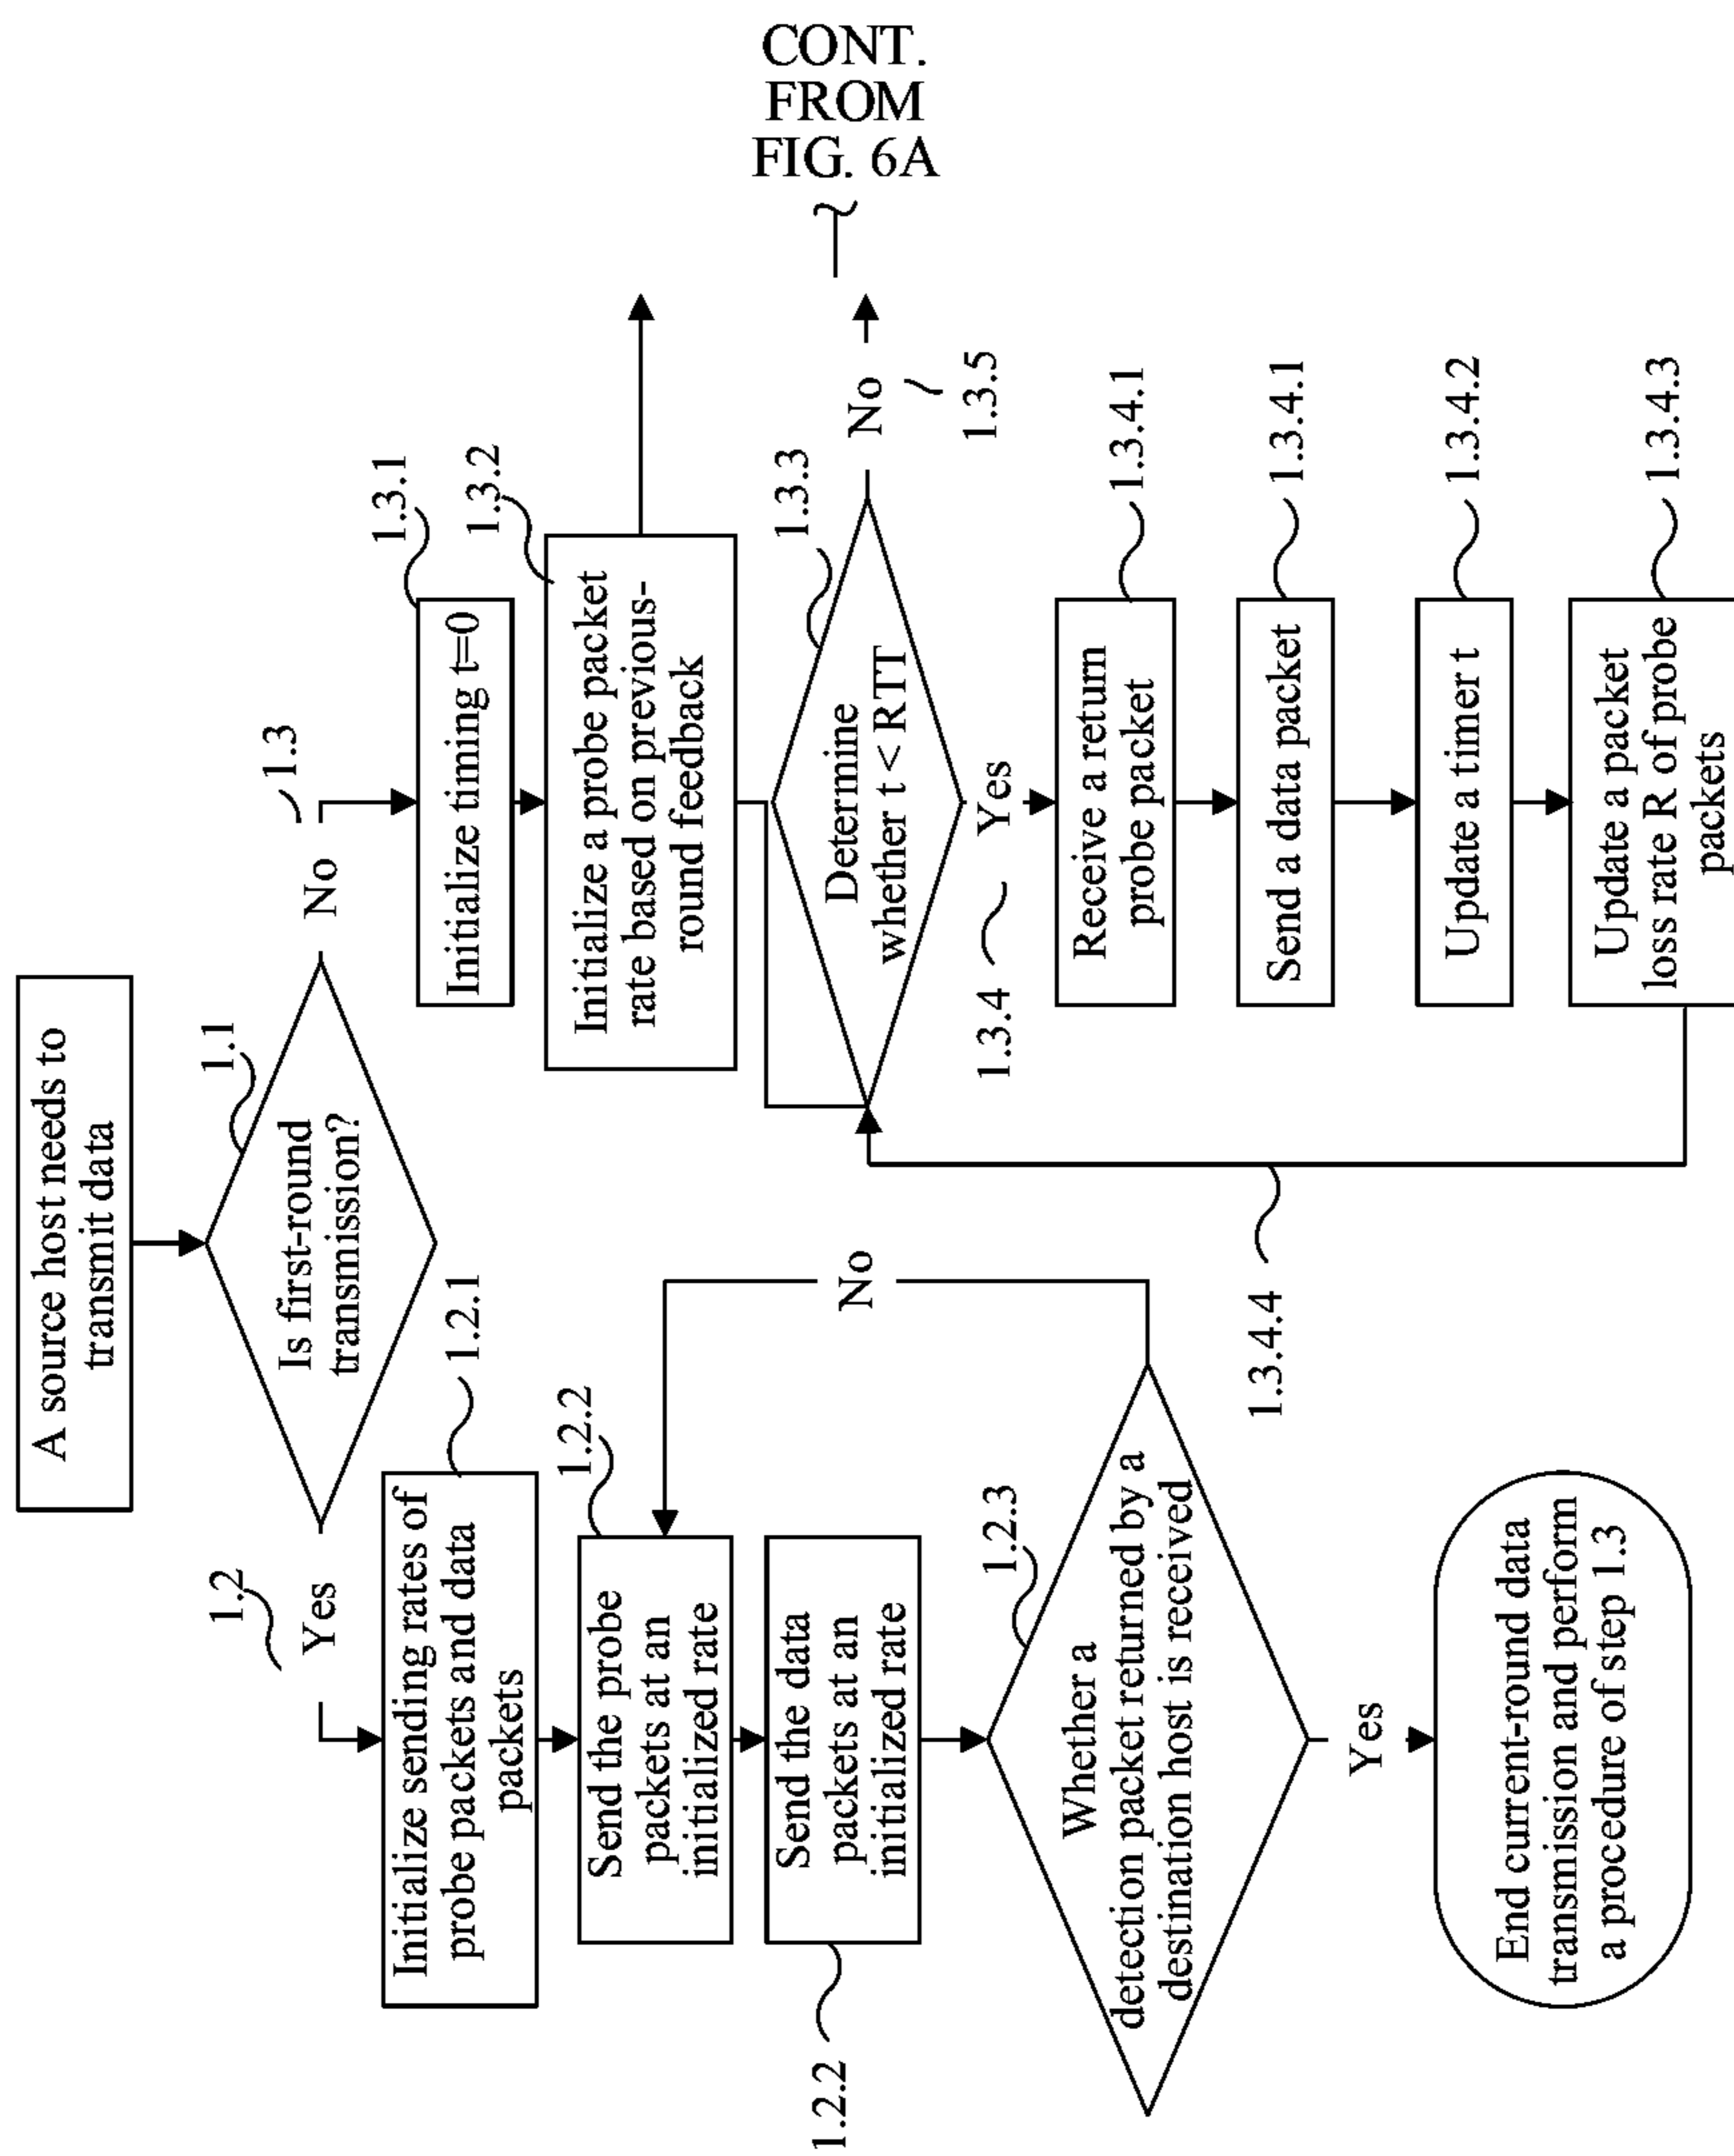 CONT.
FROM
FIG. 6A
A source host needs to
transmit data
1.1
Is first-round
transmission?
1.2
Yes
1.2.1
Initialize sending rates of
probe packets and data
packets
1.2.2
Send the probe
packets at an
initialized rate
1.2.2
Send the data
packets at an
initialized rate
1.2.3
Whether a
detection packet returned by a
destination host is received
No
Yes
End current-round data
transmission and perform
a procedure of step 1.3
No
1.3
1.3.1
Initialize timing t=0
1.3.2
Initialize a probe packet
rate based on previous-
round feedback
1.3.3
Determine
whether t < RTT
No
1.3.5
1.3.4
Yes
Receive a return
probe packet
1.3.4.1
Send a data packet
1.3.4.1
Update a timer t
1.3.4.2
Update a packet
loss rate R of probe
packets
1.3.4.3
1.3.4.4